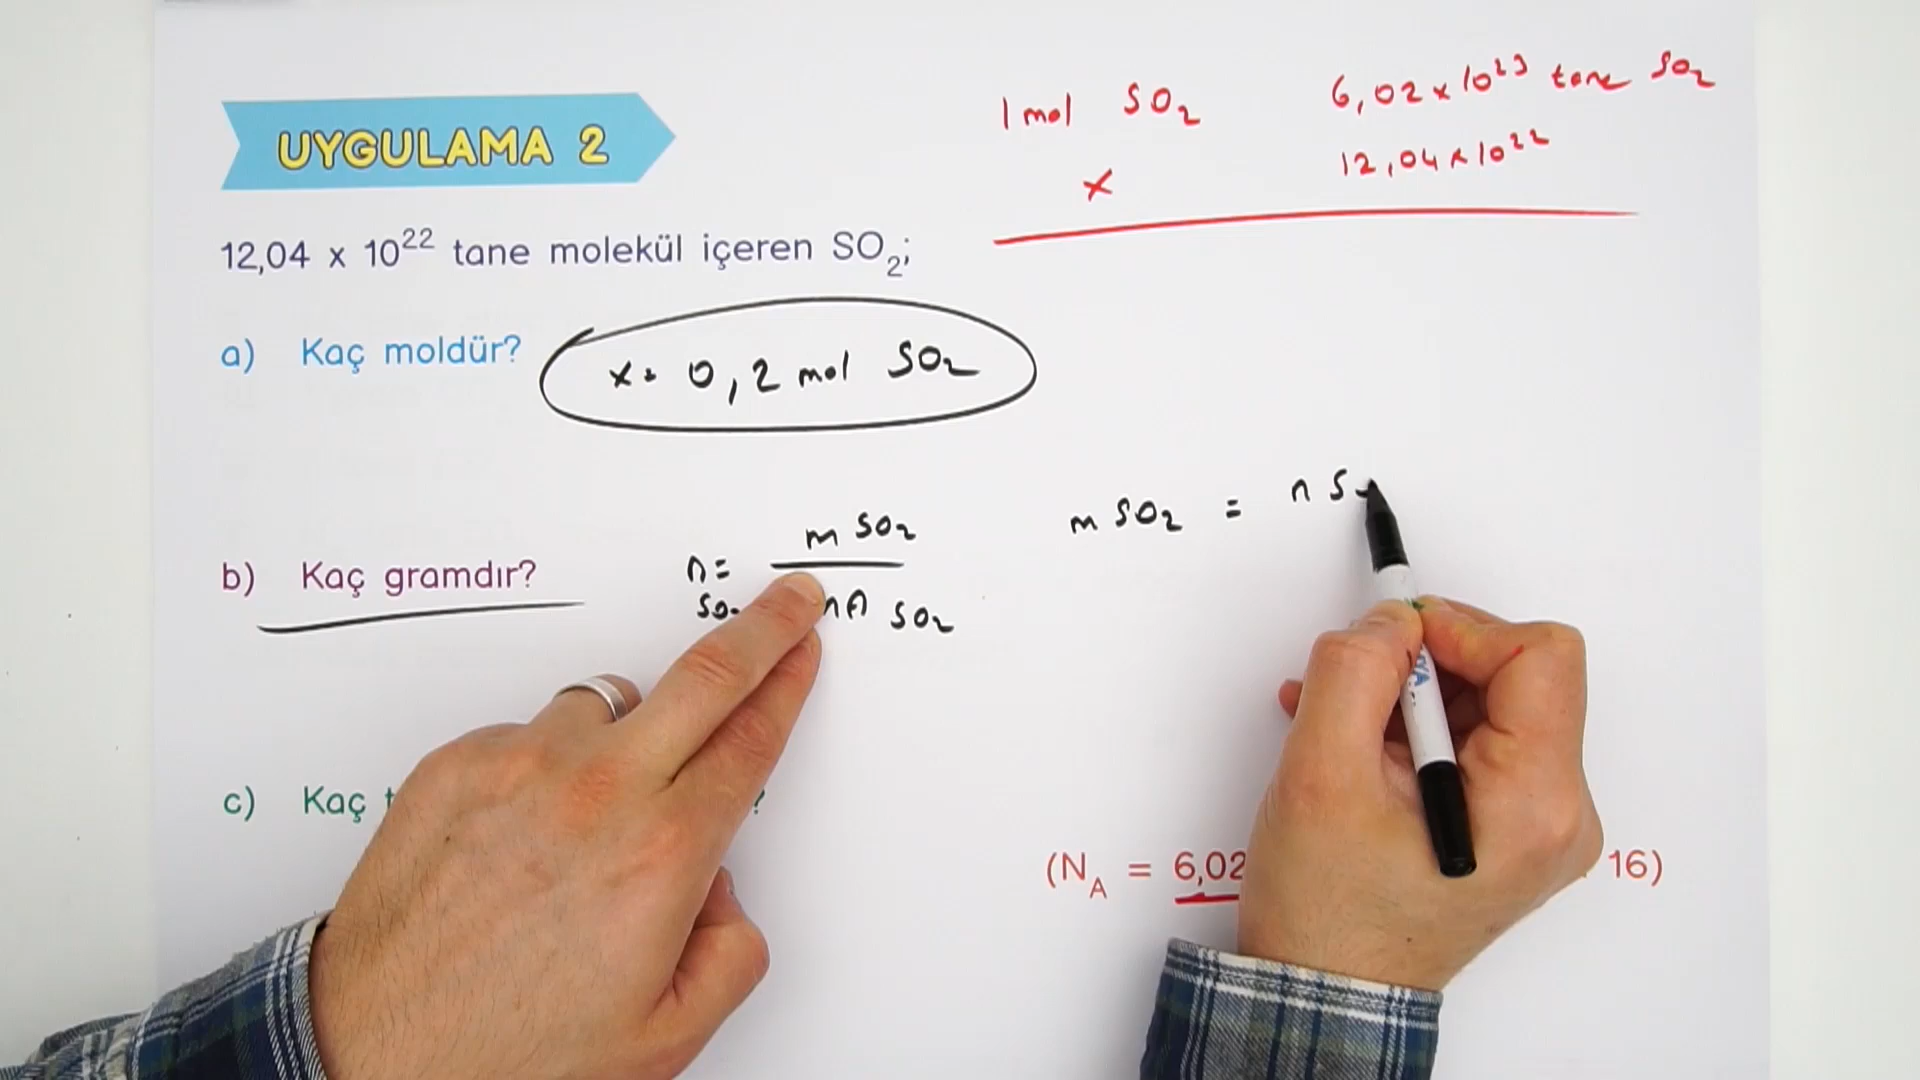 1 mol SO₂ 6,02 x 10²³ tane SO₂
x 12,04 x 10²²
UYGULAMA 2
12,04 x 10²² tane molekül içeren SO₂;
a) Kaç moldür? x = 0,2 mol SO₂
b) Kaç gramdır? n = m SO₂
SO₂ mA SO₂
m SO₂ = n S
c) Kaç ?
(N_A = 6,02 16)